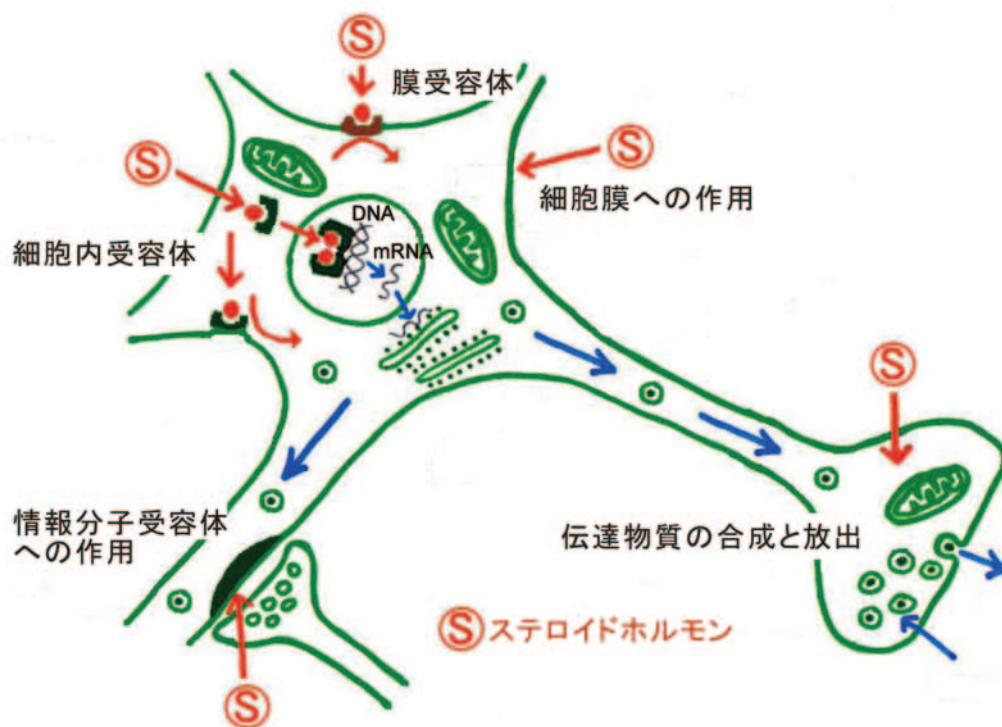 Ⓢ
膜受容体
Ⓢ
Ⓢ
細胞膜への作用
DNA
mRNA
細胞内受容体
Ⓢ
情報分子受容体
への作用
伝達物質の合成と放出
Ⓢステロイドホルモン
Ⓢ